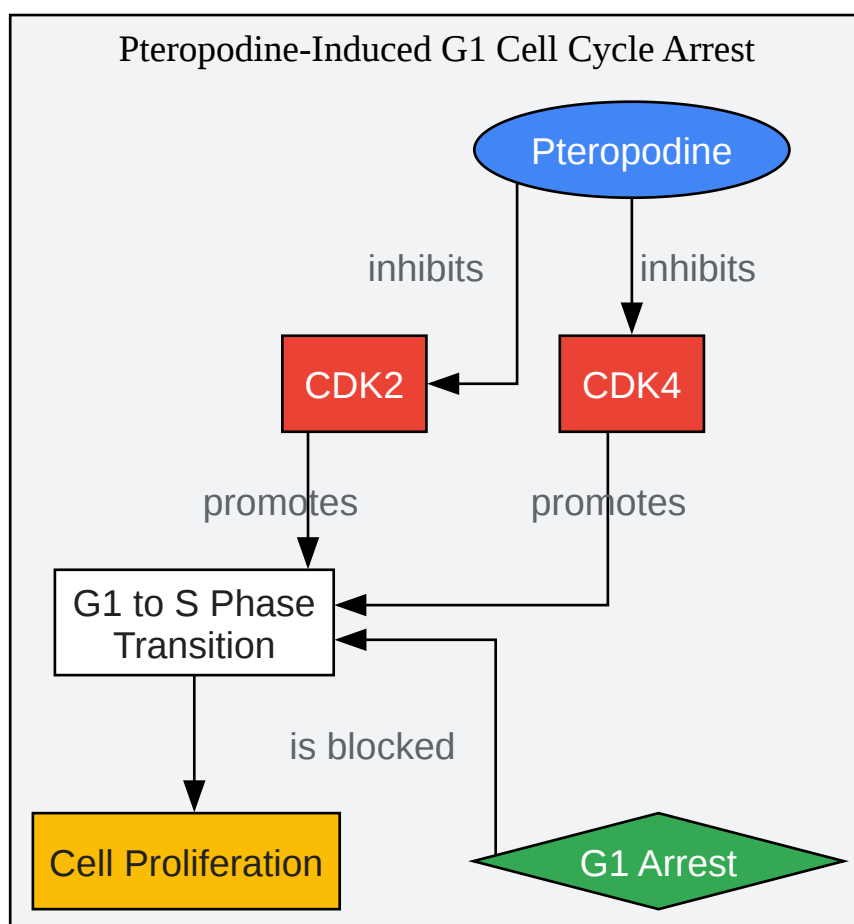 Pteropodine-Induced G1 Cell Cycle Arrest
Pteropodine
inhibits
inhibits
CDK2
CDK4
promotes
promotes
G1 to S Phase
Transition
is blocked
Cell Proliferation
G1 Arrest